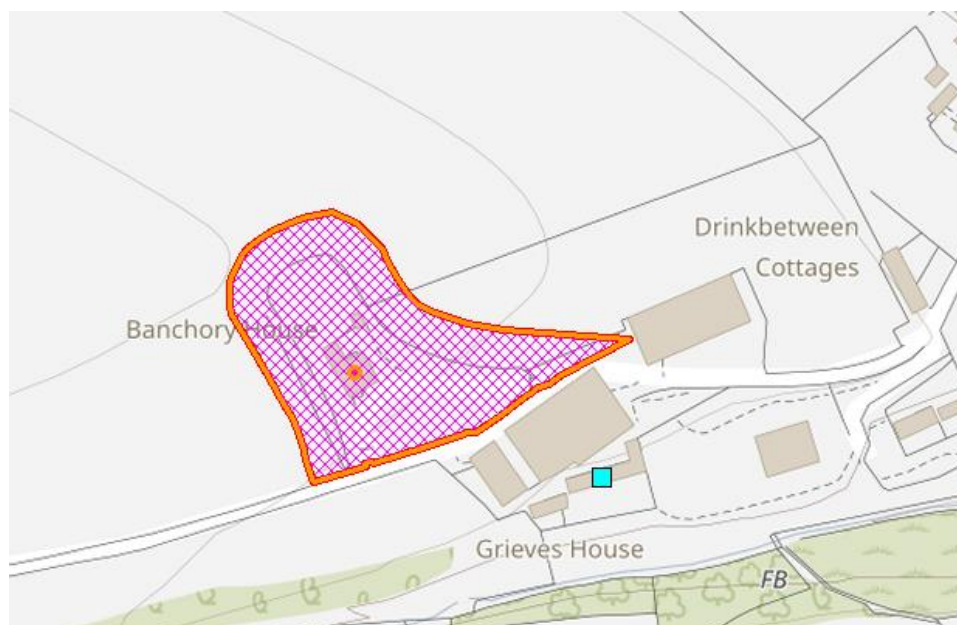 Drinkbetween
Cottages
Banchory House
Grieves House
FB